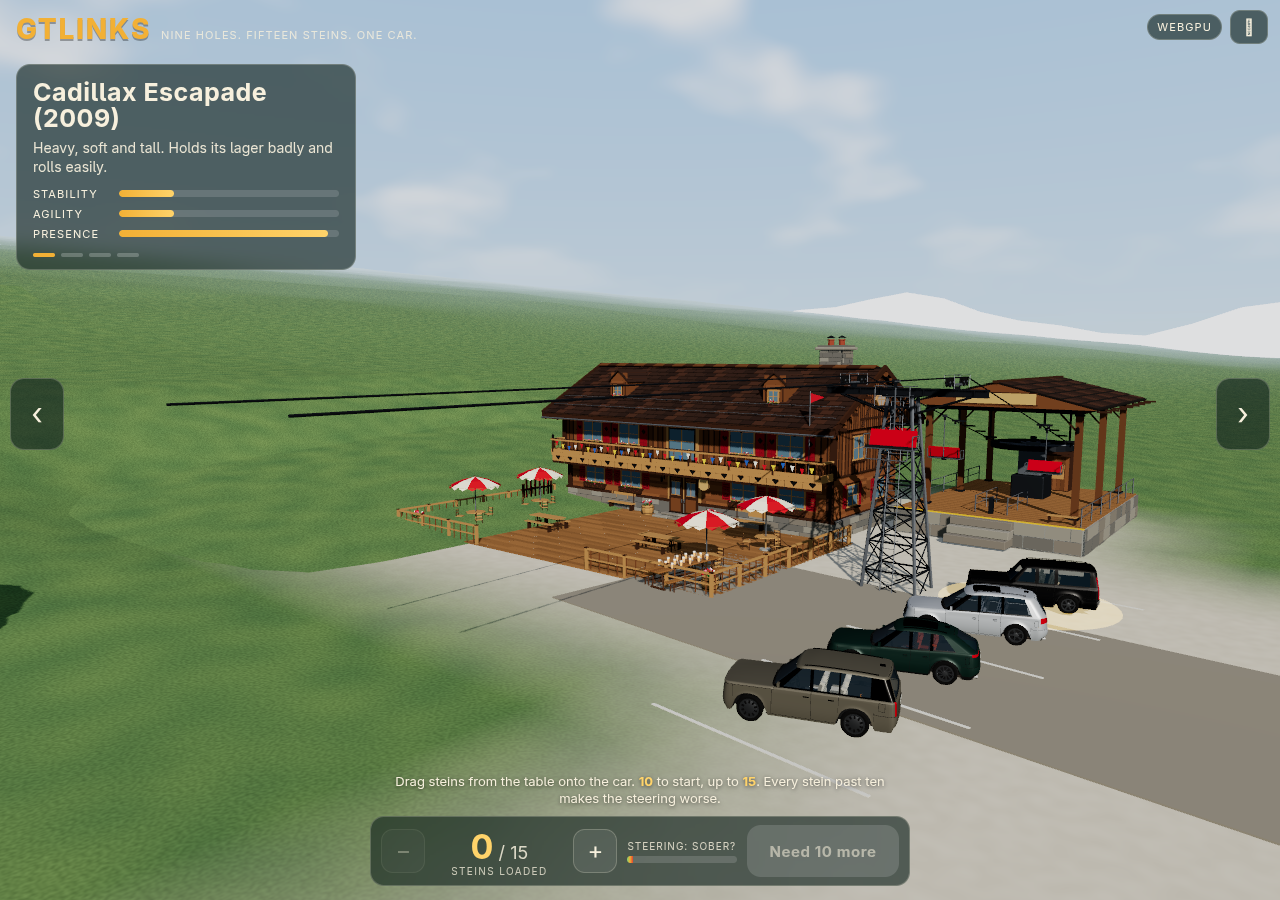 GTLINKS NINE HOLES. FIFTEEN STEINS. ONE CAR.
WEBGPU
Cadillax Escapade
(2009)
Heavy, soft and tall. Holds its lager badly and
rolls easily.
STABILITY
AGILITY
PRESENCE
‹
›
Drag steins from the table onto the car. 10 to start, up to 15. Every stein past ten
makes the steering worse.
−
0 / 15
STEINS LOADED
+
STEERING: SOBER?
Need 10 more